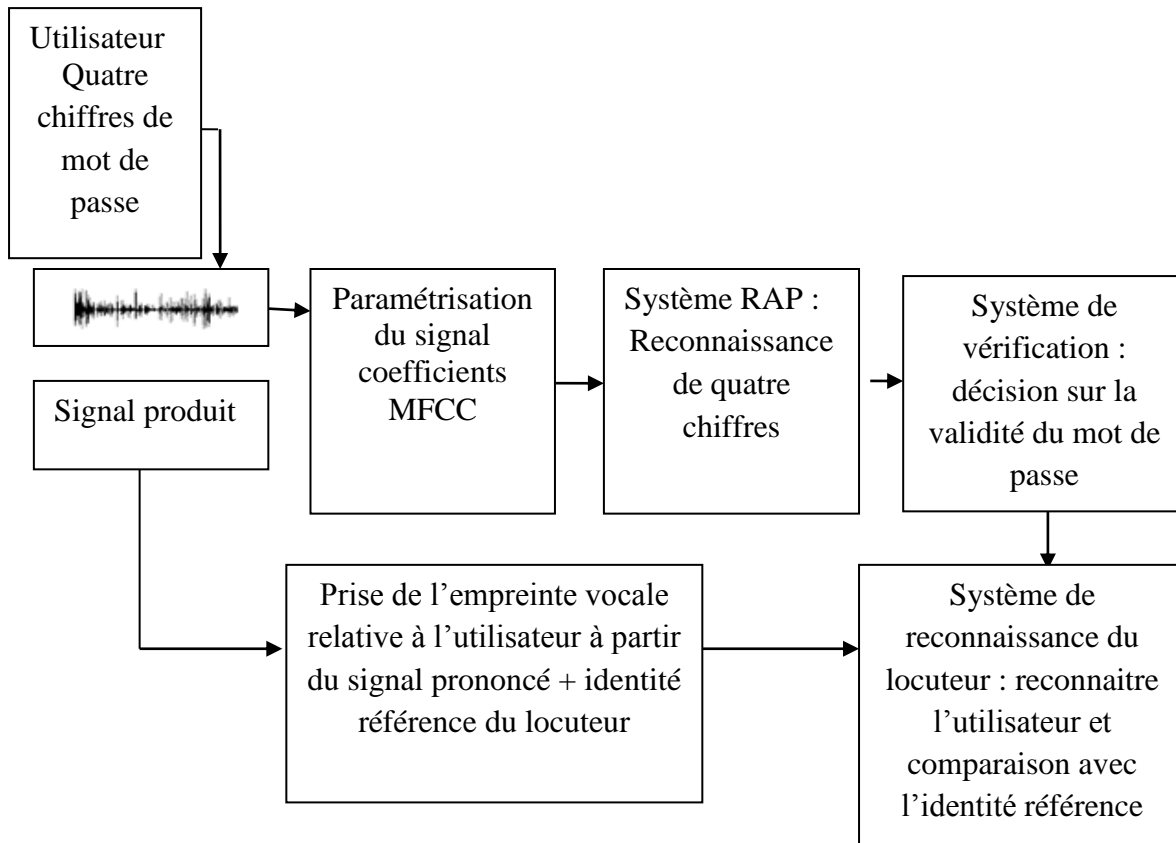 Utilisateur
Quatre
chiffres de
mot de
passe
Signal produit
Paramétrisation
du signal
coefficients
MFCC
Système RAP :
Reconnaissance
de quatre
chiffres
Système de
vérification :
décision sur la
validité du mot de
passe
Prise de l’empreinte vocale
relative à l’utilisateur à partir
du signal prononcé + identité
référence du locuteur
Système de
reconnaissance du
locuteur : reconnaitre
l’utilisateur et
comparaison avec
l’identité référence